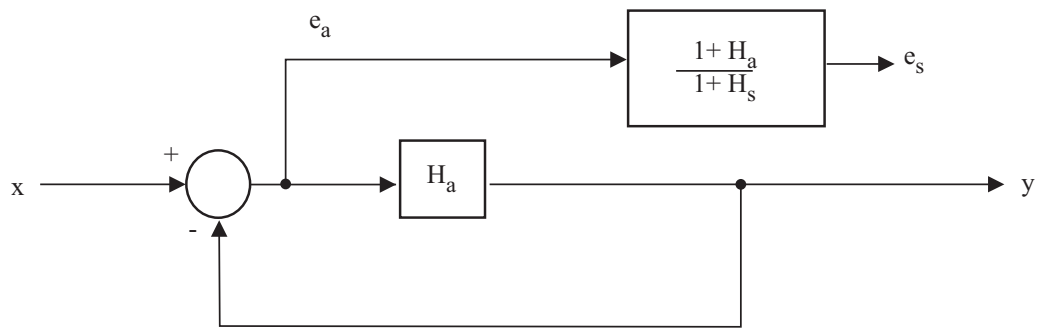 e_a
1+ H_a
1+ H_s
e_s
+
x
H_a
y
-